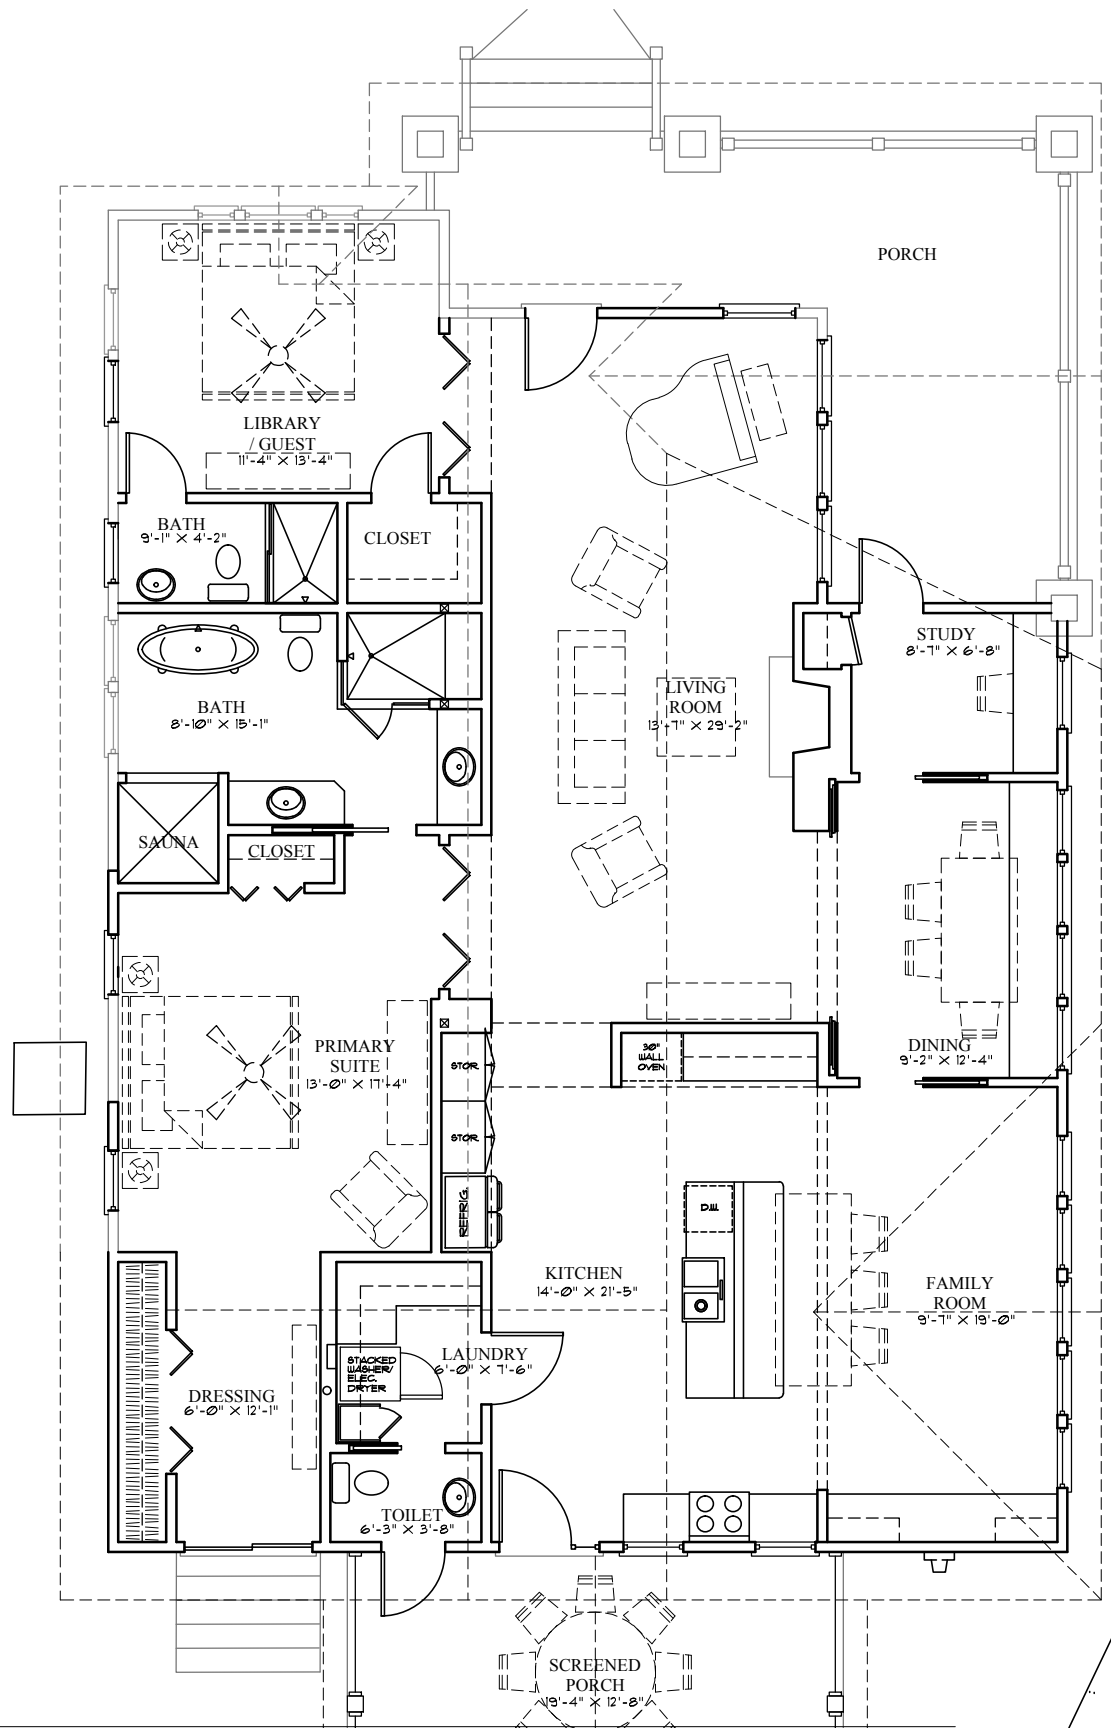 PORCH
LIBRARY
/ GUEST
11'-4" X 13'-4"
BATH
9'-1" X 4'-2"
CLOSET
STUDY
8'-7" X 6'-8"
LIVING
ROOM
13'-7" X 29'-2"
BATH
8'-10" X 15'-1"
SAUNA
CLOSET
PRIMARY
SUITE
13'-0" X 17'-4"
STOR.
STOR.
REFRIG.
30"
WALL
OVEN
DINING
9'-2" X 12'-4"
D.W.
KITCHEN
14'-0" X 21'-5"
FAMILY
ROOM
9'-7" X 19'-0"
LAUNDRY
6'-0" X 7'-6"
STACKED
WASHER/
ELEC.
DRYER
DRESSING
6'-0" X 12'-1"
TOILET
6'-3" X 3'-8"
SCREENED
PORCH
19'-4" X 12'-8"